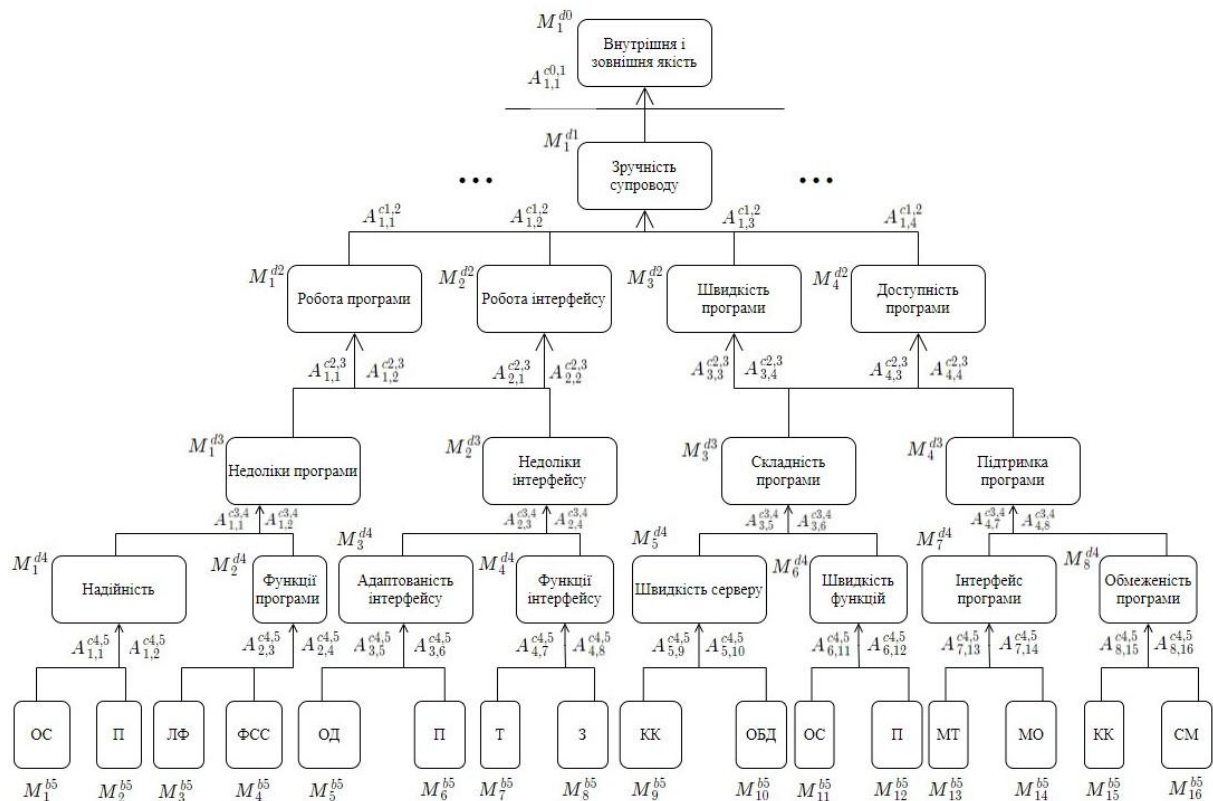 M_1^{d0}
Внутрішня і
зовнішня якість
A_{1,1}^{c0,1}
M_1^{d1}
Зручність
супроводу
... ...
A_{1,1}^{c1,2} A_{1,2}^{c1,2} A_{1,3}^{c1,2} A_{1,4}^{c1,2}
M_1^{d2} M_2^{d2} M_3^{d2} M_4^{d2}
Робота програми
Робота інтерфейсу
Швидкість
програми
Доступність
програми
A_{1,1}^{c2,3} A_{1,2}^{c2,3} A_{2,1}^{c2,3} A_{2,2}^{c2,3} A_{3,3}^{c2,3} A_{3,4}^{c2,3} A_{4,3}^{c2,3} A_{4,4}^{c2,3}
M_1^{d3} M_2^{d3} M_3^{d3} M_4^{d3}
Недоліки програми
Недоліки
інтерфейсу
Складність
програми
Підтримка
програми
A_{1,1}^{c3,4} A_{1,2}^{c3,4} A_{2,3}^{c3,4} A_{2,4}^{c3,4} A_{3,5}^{c3,4} A_{3,6}^{c3,4} A_{4,7}^{c3,4} A_{4,8}^{c3,4}
M_1^{d4} M_2^{d4} M_3^{d4} M_4^{d4} M_5^{d4} M_6^{d4} M_7^{d4} M_8^{d4}
Надійність
Функції
програми
Адаптованість
інтерфейсу
Функції
інтерфейсу
Швидкість серверу
Швидкість
функцій
Інтерфейс
програми
Обмеженість
програми
A_{1,1}^{c4,5} A_{1,2}^{c4,5} A_{2,3}^{c4,5} A_{2,4}^{c4,5} A_{3,5}^{c4,5} A_{3,6}^{c4,5} A_{4,7}^{c4,5} A_{4,8}^{c4,5} A_{5,9}^{c4,5} A_{5,10}^{c4,5} A_{6,11}^{c4,5} A_{6,12}^{c4,5} A_{7,13}^{c4,5} A_{7,14}^{c4,5} A_{8,15}^{c4,5} A_{8,16}^{c4,5}
ОС П ЛФ ФСС ОД П Т З КК ОБД ОС П МТ МО КК СМ
M_1^{b5} M_2^{b5} M_3^{b5} M_4^{b5} M_5^{b5} M_6^{b5} M_7^{b5} M_8^{b5} M_9^{b5} M_{10}^{b5} M_{11}^{b5} M_{12}^{b5} M_{13}^{b5} M_{14}^{b5} M_{15}^{b5} M_{16}^{b5}